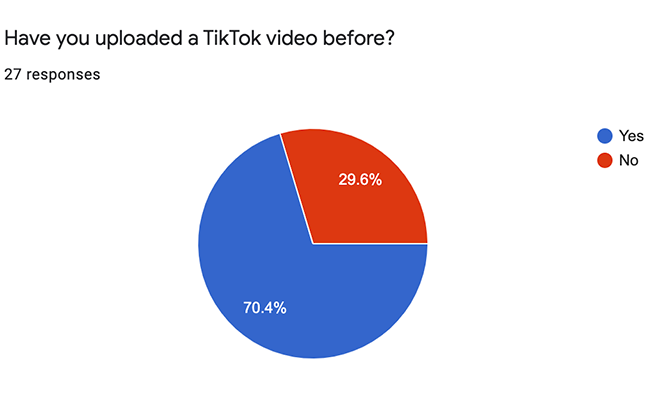 Have you uploaded a TikTok video before?
27 responses
Yes
No
29.6%
70.4%